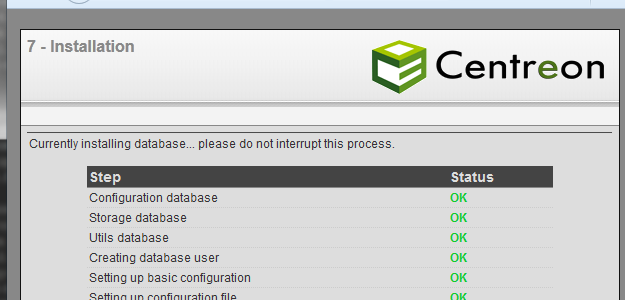 7 - Installation
Centreon
Currently installing database... please do not interrupt this process.
Step Status
Configuration database OK
Storage database OK
Utils database OK
Creating database user OK
Setting up basic configuration OK
Setting up configuration file OK